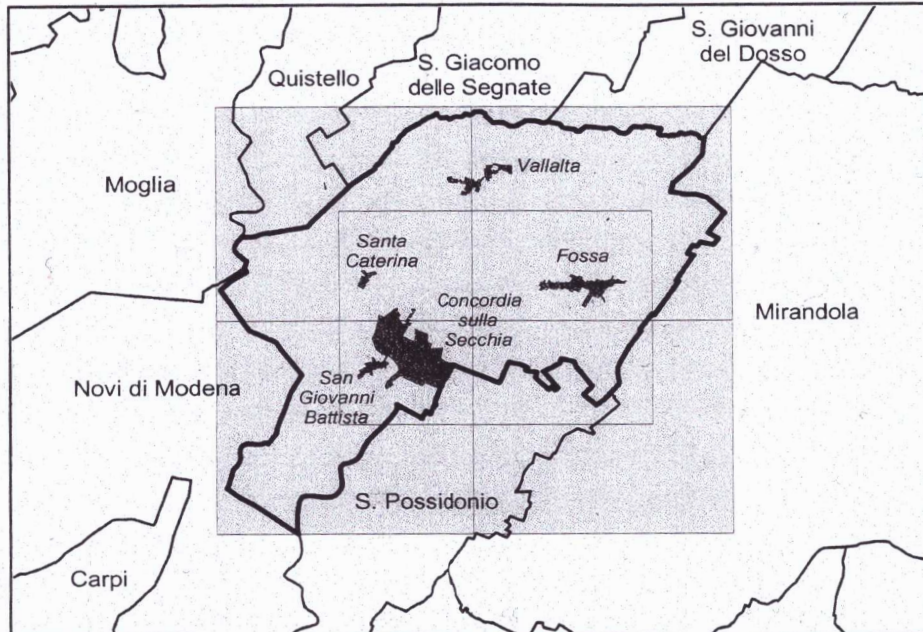 S. Giovanni
del Dosso
S. Giacomo
delle Segnate
Quistello
Vallalta
Moglia
Santa
Caterina
Fossa
Concordia
sulla
Secchia
Mirandola
Novi di Modena
San
Giovanni
Battista
S. Possidonio
Carpi